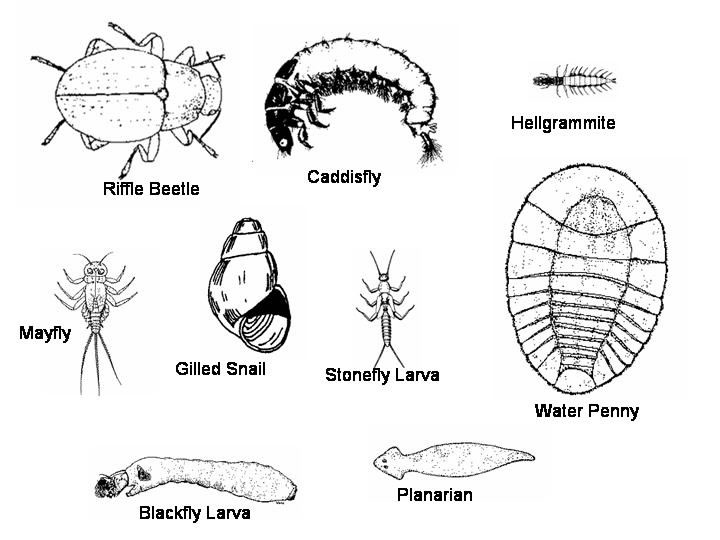 Riffle Beetle
Caddisfly
Hellgrammite
Mayfly
Gilled Snail
Stonefly Larva
Water Penny
Blackfly Larva
Planarian